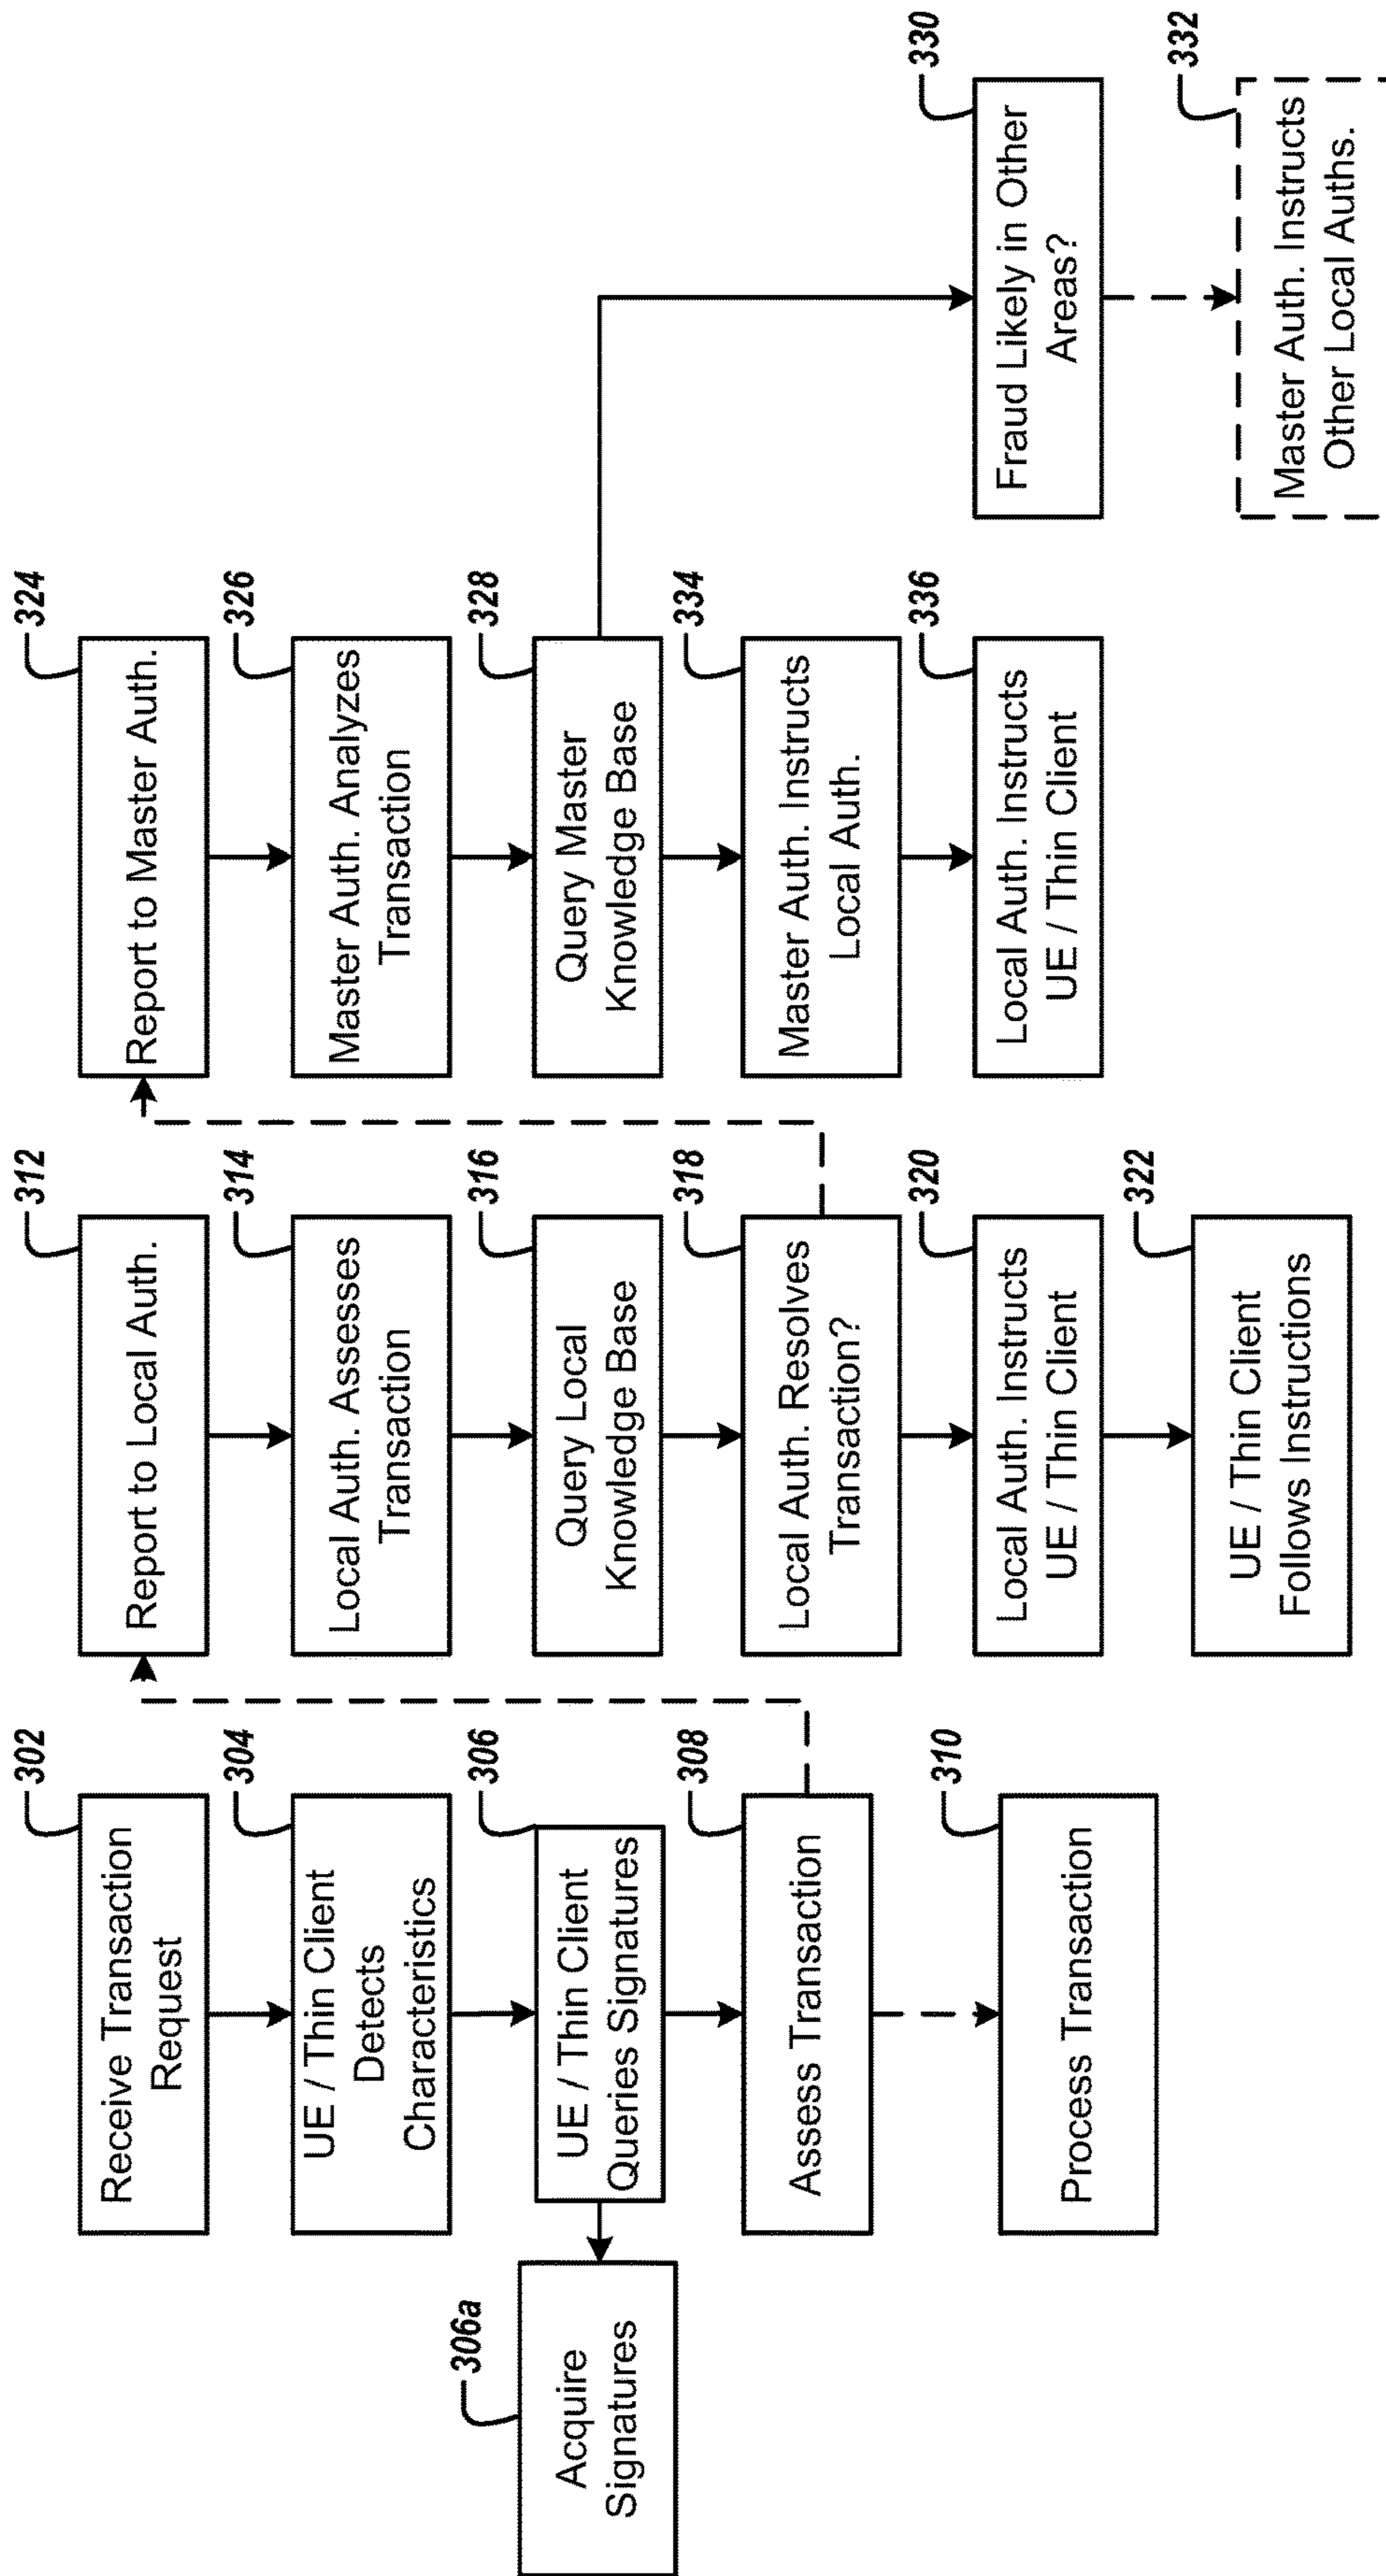 302
Receive Transaction
Request
304
UE / Thin Client
Detects
Characteristics
306
UE / Thin Client
Queries Signatures
306a
Acquire
Signatures
308
Assess Transaction
310
Process Transaction
312
Report to Local Auth.
314
Local Auth. Assesses
Transaction
316
Query Local
Knowledge Base
318
Local Auth. Resolves
Transaction?
320
Local Auth. Instructs
UE / Thin Client
322
UE / Thin Client
Follows Instructions
324
Report to Master Auth.
326
Master Auth. Analyzes
Transaction
328
Query Master
Knowledge Base
334
Master Auth. Instructs
Local Auth.
336
Local Auth. Instructs
UE / Thin Client
330
Fraud Likely in Other
Areas?
332
Master Auth. Instructs
Other Local Auths.